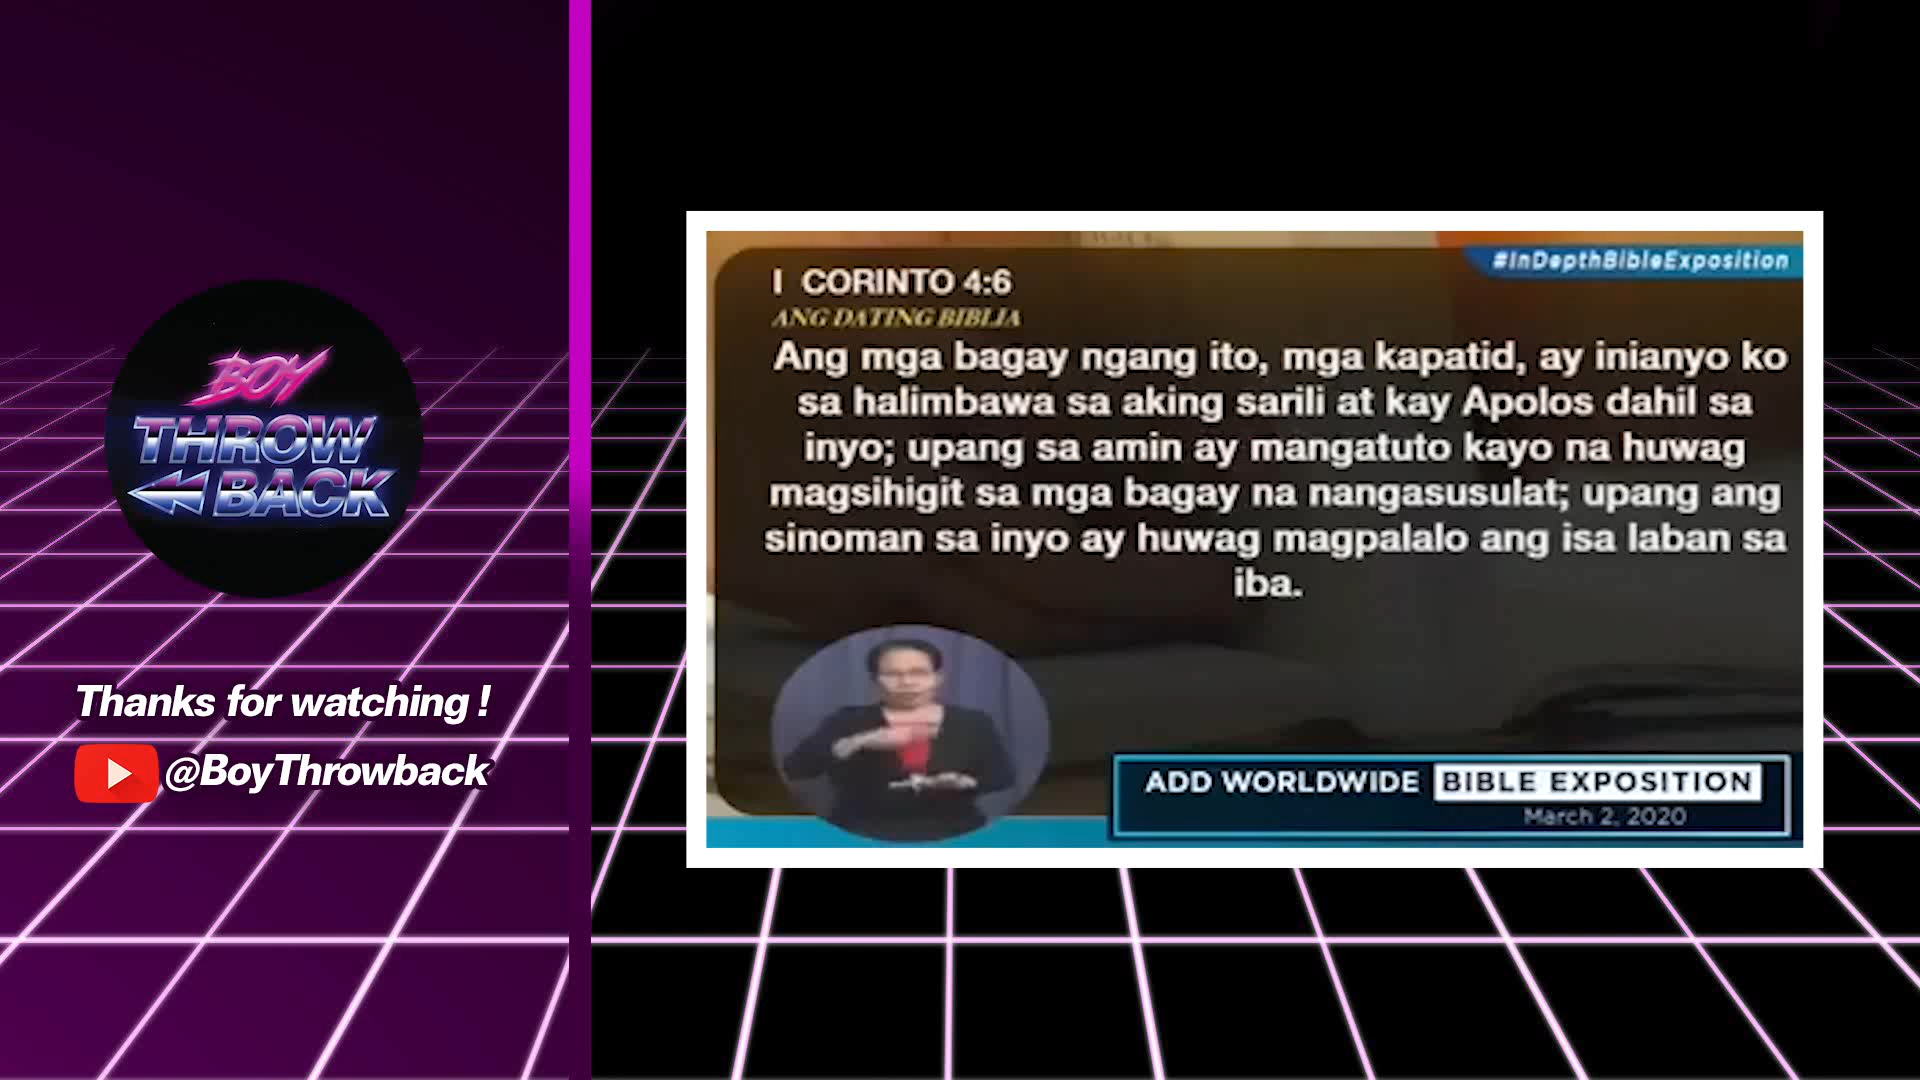 BOY
THROW
BACK
Thanks for watching !
@BoyThrowback
#InDepthBibleExposition
I CORINTO 4:6
ANG DATING BIBLIA
Ang mga bagay ngang ito, mga kapatid, ay inianyo ko
sa halimbawa sa aking sarili at kay Apolos dahil sa
inyo; upang sa amin ay mangatuto kayo na huwag
magsihigit sa mga bagay na nangasusulat; upang ang
sinoman sa inyo ay huwag magpalalo ang isa laban sa
iba.
ADD WORLDWIDE BIBLE EXPOSITION
March 2, 2020